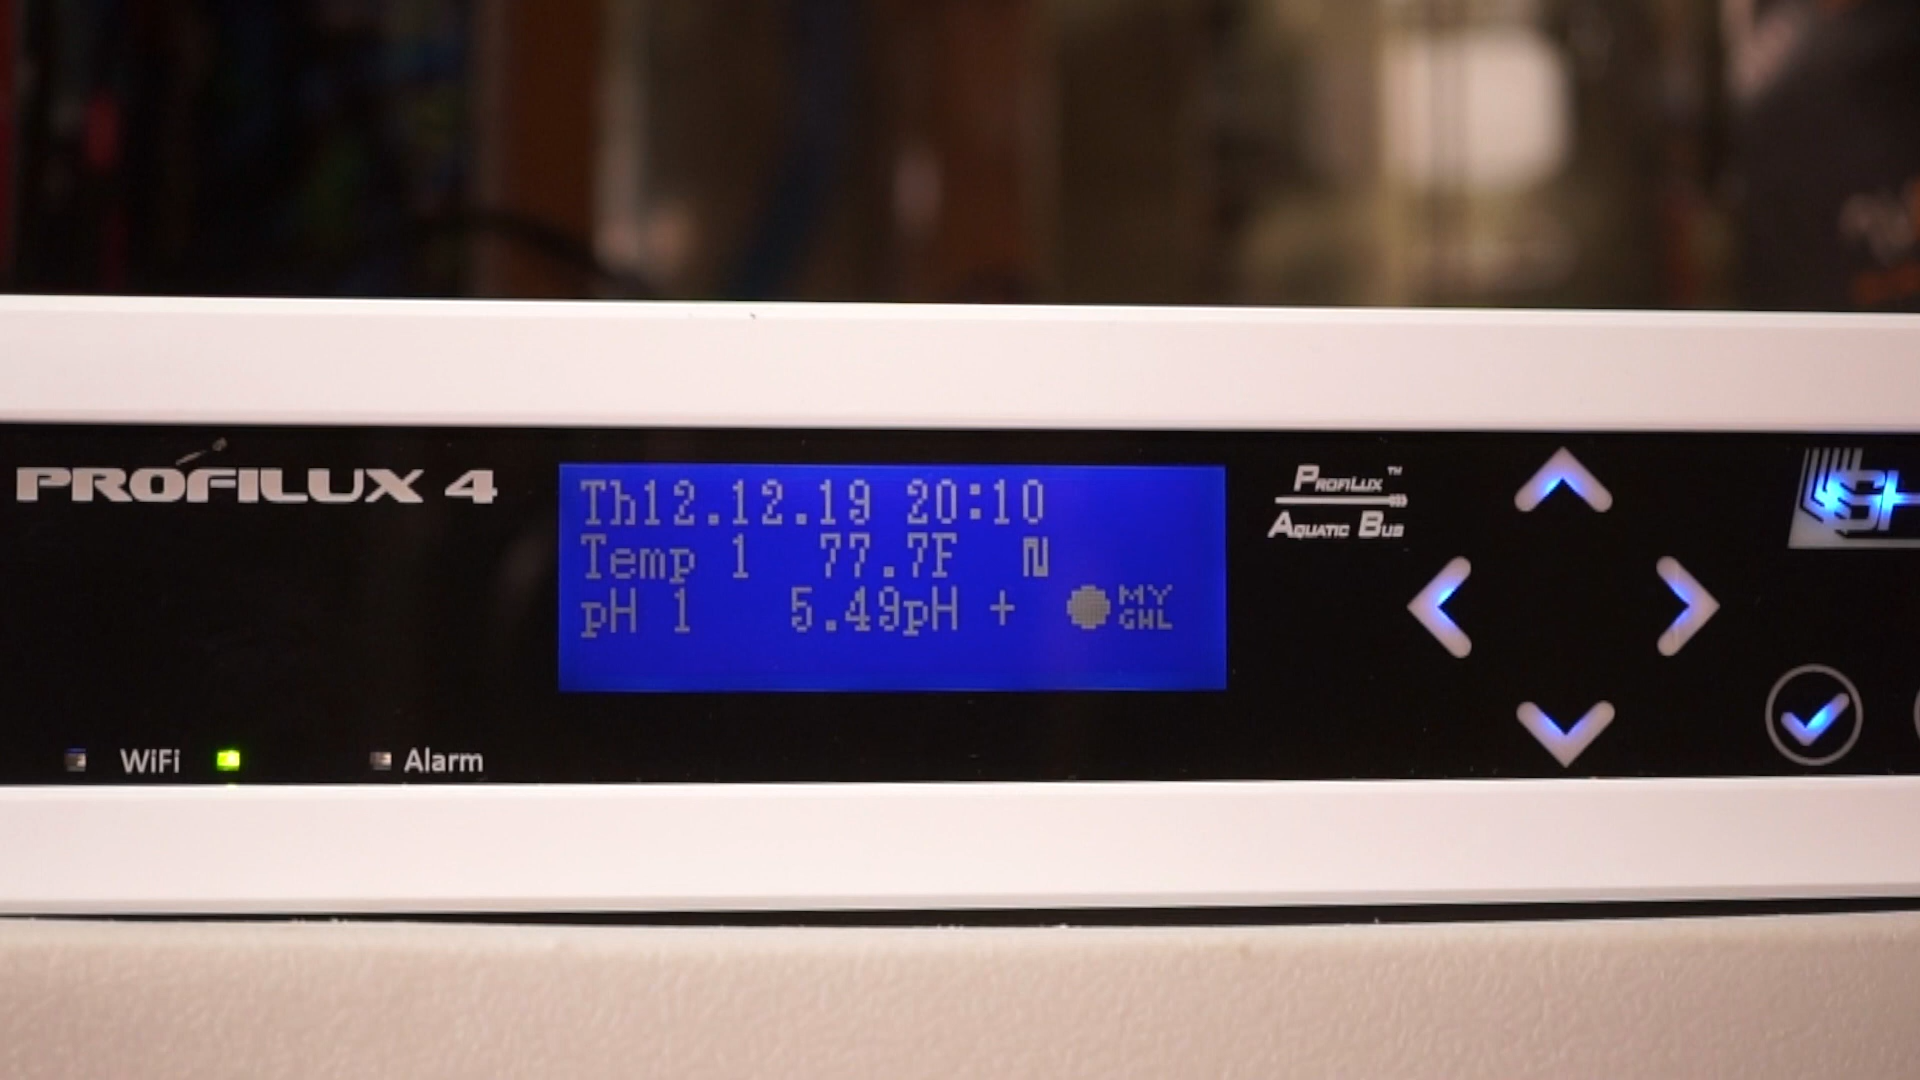 PROFILUX 4
Th12.12.19 20:10
Temp 1 77.7F N
pH 1 5.49pH +
MY
GHL
PROFILUX™
AQUATIC BUS
WiFi
Alarm